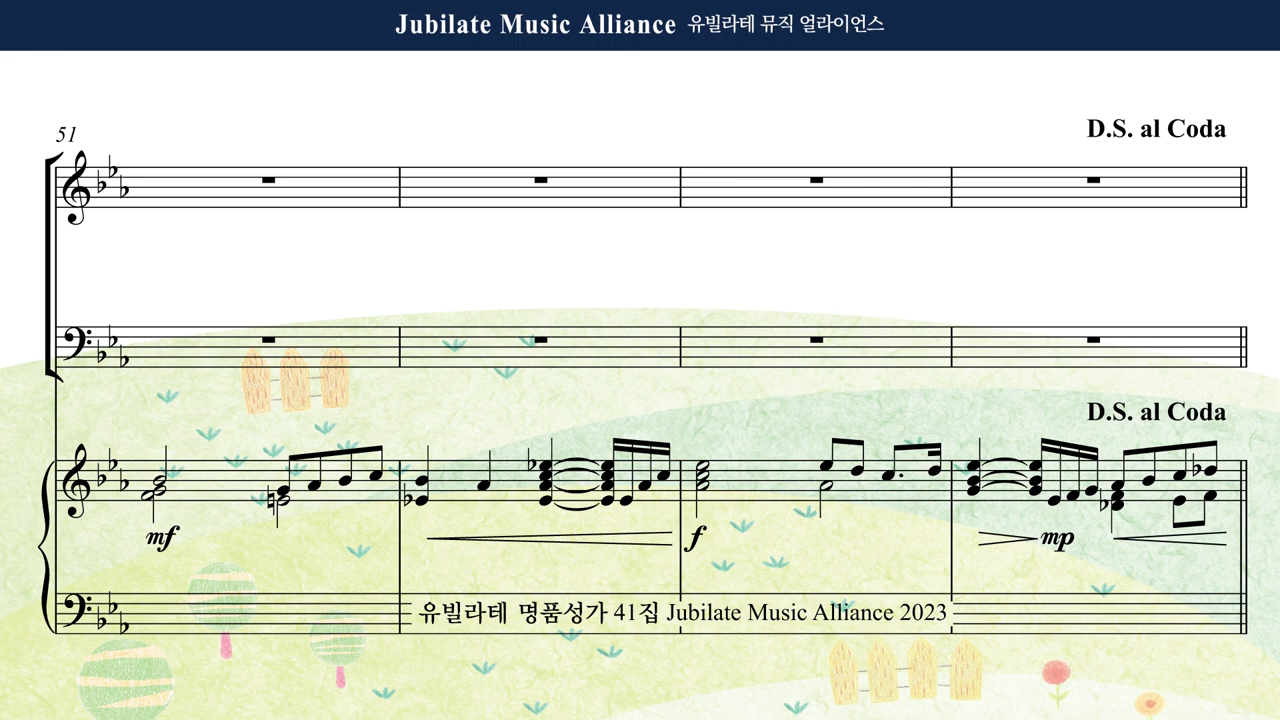 Jubilate Music Alliance 유빌라테 뮤직 얼라이언스
51
D.S. al Coda
D.S. al Coda
mf
f
mp
유빌라테 명품성가 41집 Jubilate Music Alliance 2023